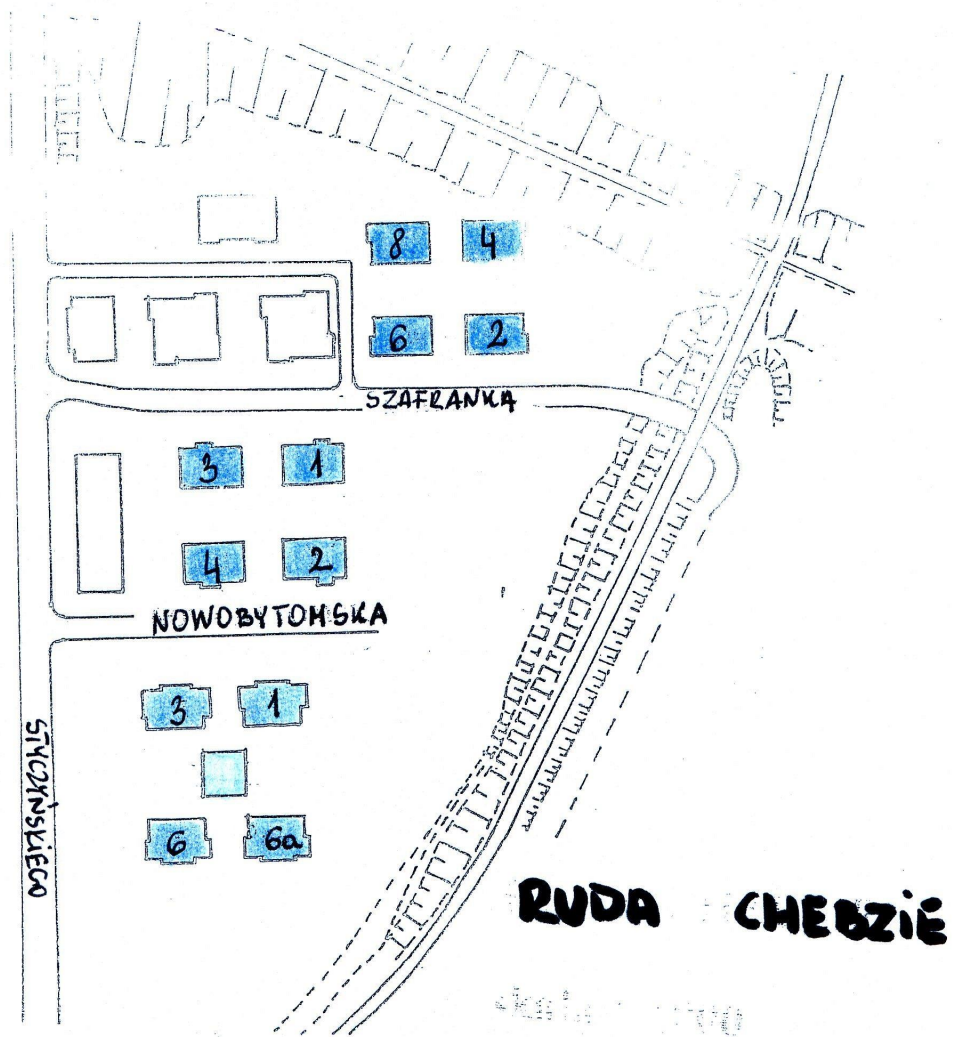 8 4
6 2
SZAFRANKA
3 1
4 2
NOWOBYTOMSKA
3 1
STYCZYŃSKIEGO
6 6a
RUDA CHEBZIE